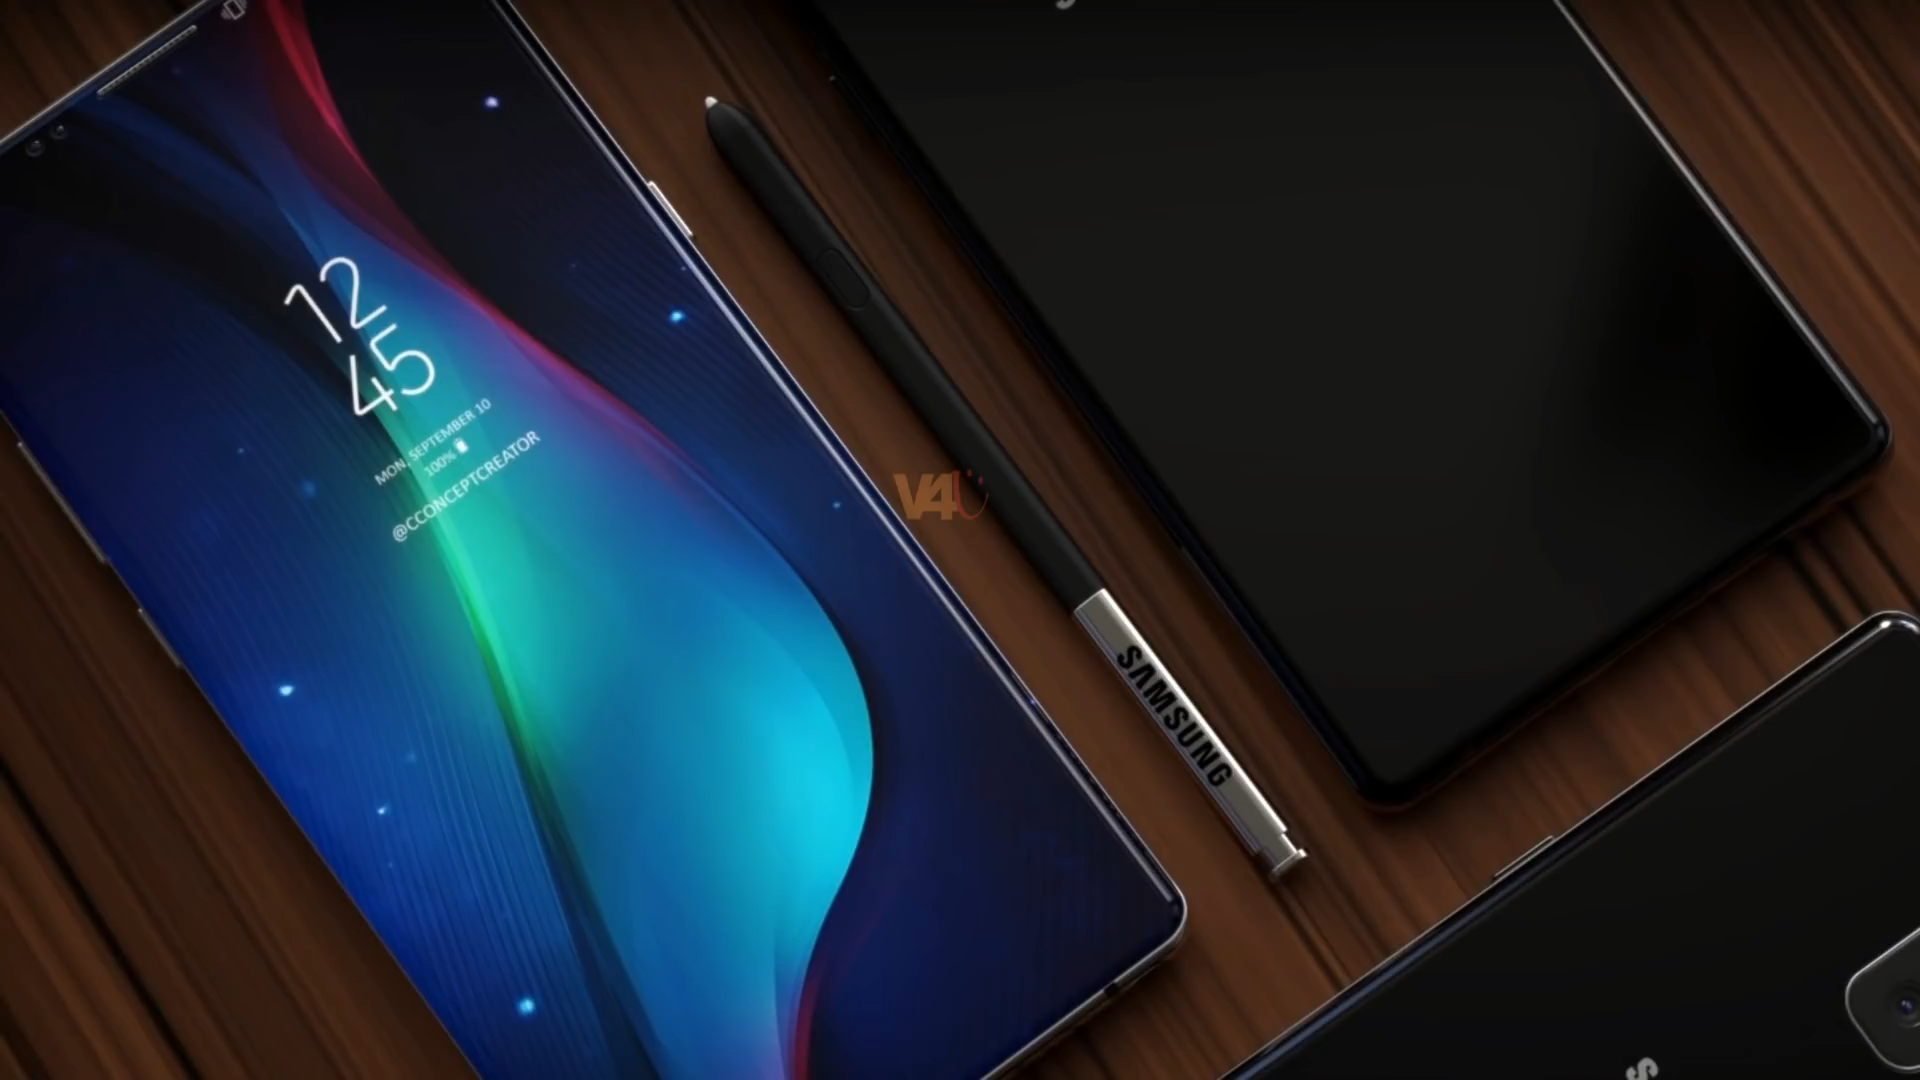 12
45
MON, SEPTEMBER 10
100%
@CCONCEPTCREATOR
V4U
SAMSUNG
S